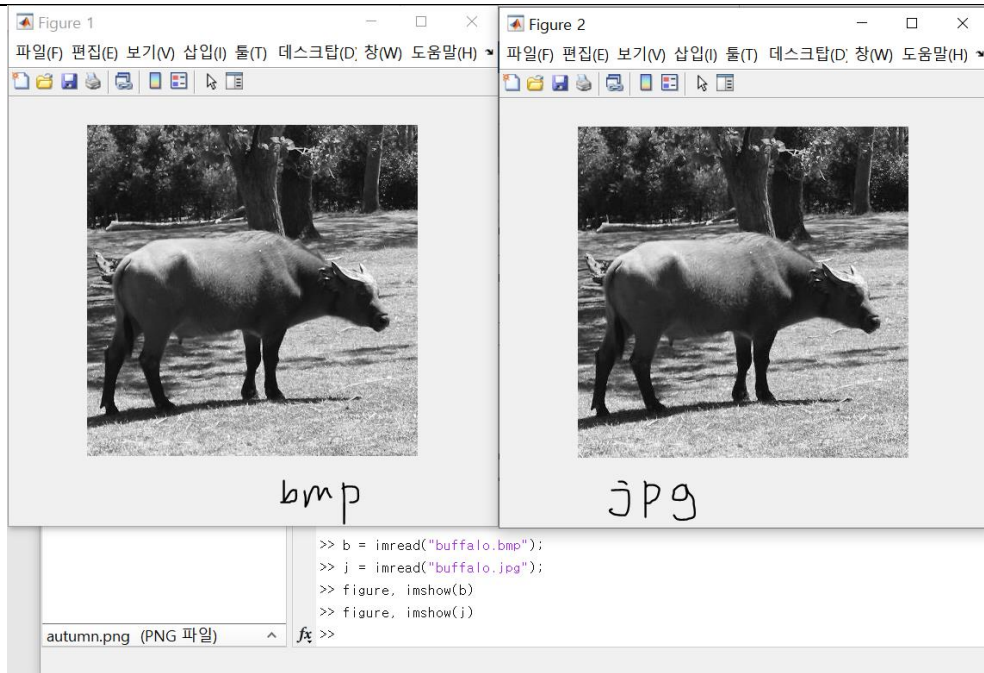 Figure 1
파일(F) 편집(E) 보기(V) 삽입(I) 툴(T) 데스크탑(D) 창(W) 도움말(H)
bmp
Figure 2
파일(F) 편집(E) 보기(V) 삽입(I) 툴(T) 데스크탑(D) 창(W) 도움말(H)
jpg
>> b = imread("buffalo.bmp");
>> j = imread("buffalo.jpg");
>> figure, imshow(b)
>> figure, imshow(j)
fx >>
autumn.png (PNG 파일)